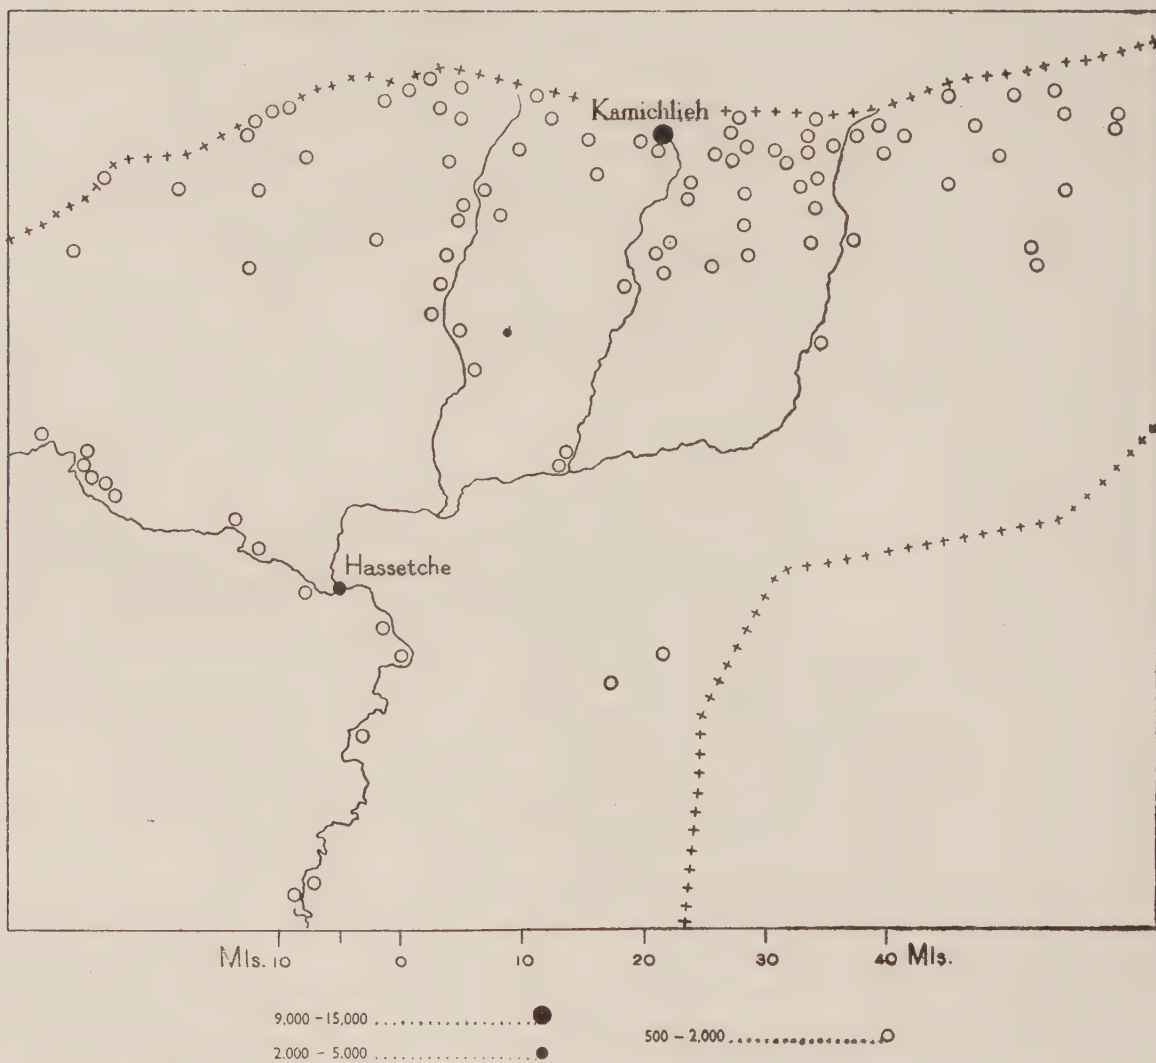 Kamichlieh
Hassetche
Mls. 10 0 10 20 30 40 Mls.
9,000 – 15,000
500 – 2,000
2.000 – 5.000